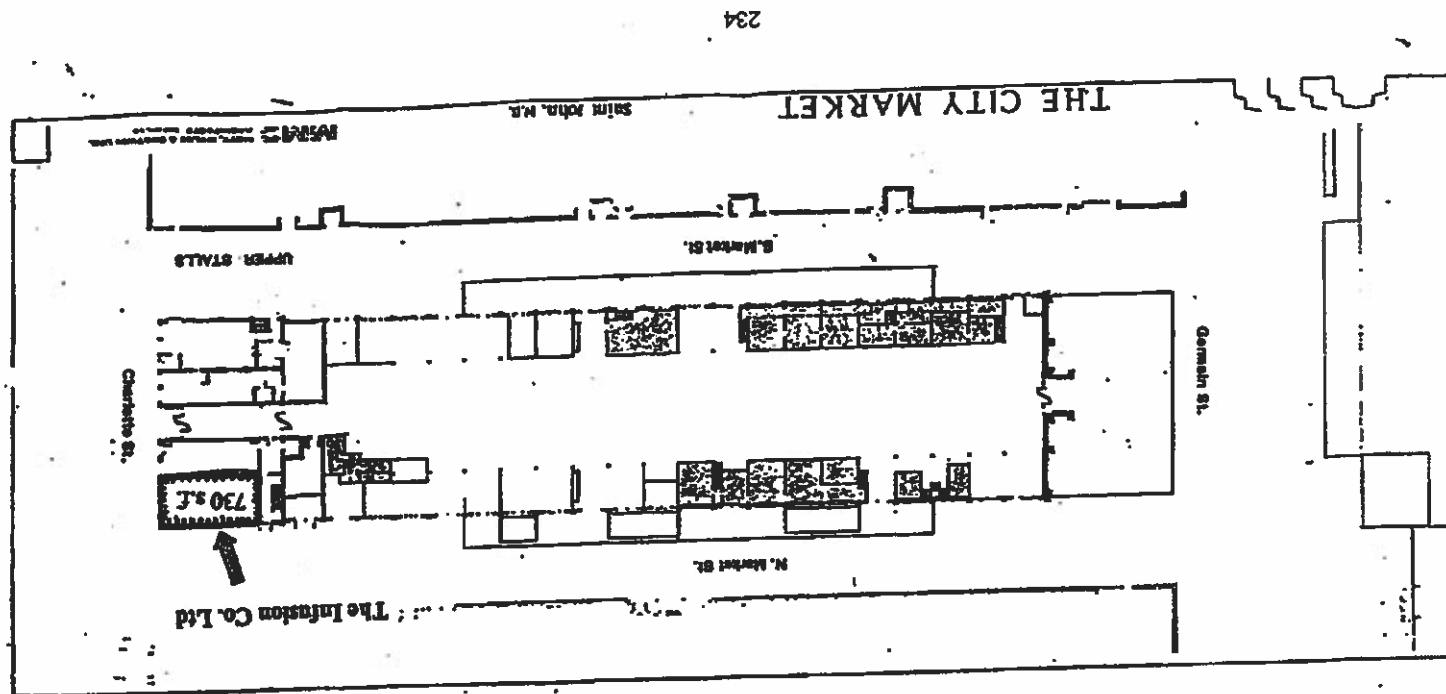 The Infusion Co. Ltd
N. Market St.
730 s.f.
Charlotte St.
Germain St.
S. Market St.
UPPER STALLS
THE CITY MARKET
Saint John, N.B.
234